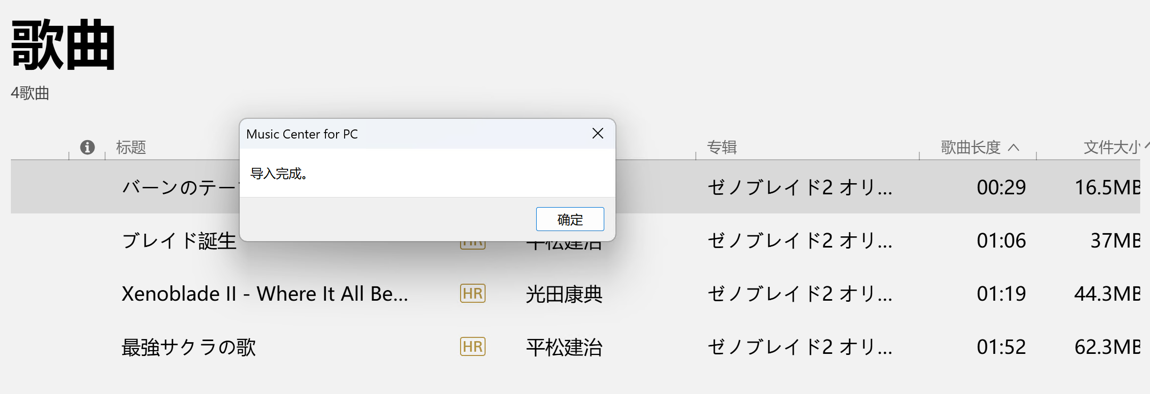 歌曲
4歌曲
标题 专辑 歌曲长度 文件大小
Music Center for PC
导入完成。
确定
バーンのテー ゼノブレイド2 オリ... 00:29 16.5MB
ブレイド誕生 HR 平松建治 ゼノブレイド2 オリ... 01:06 37MB
Xenoblade II - Where It All Be... HR 光田康典 ゼノブレイド2 オリ... 01:19 44.3MB
最強サクラの歌 HR 平松建治 ゼノブレイド2 オリ... 01:52 62.3MB